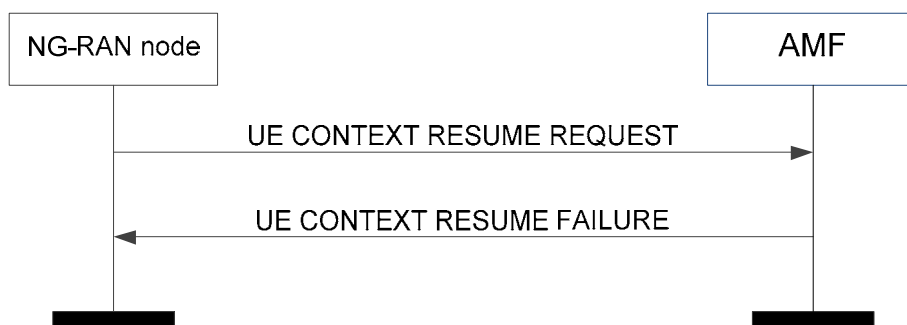 NG-RAN node
AMF
UE CONTEXT RESUME REQUEST
UE CONTEXT RESUME FAILURE